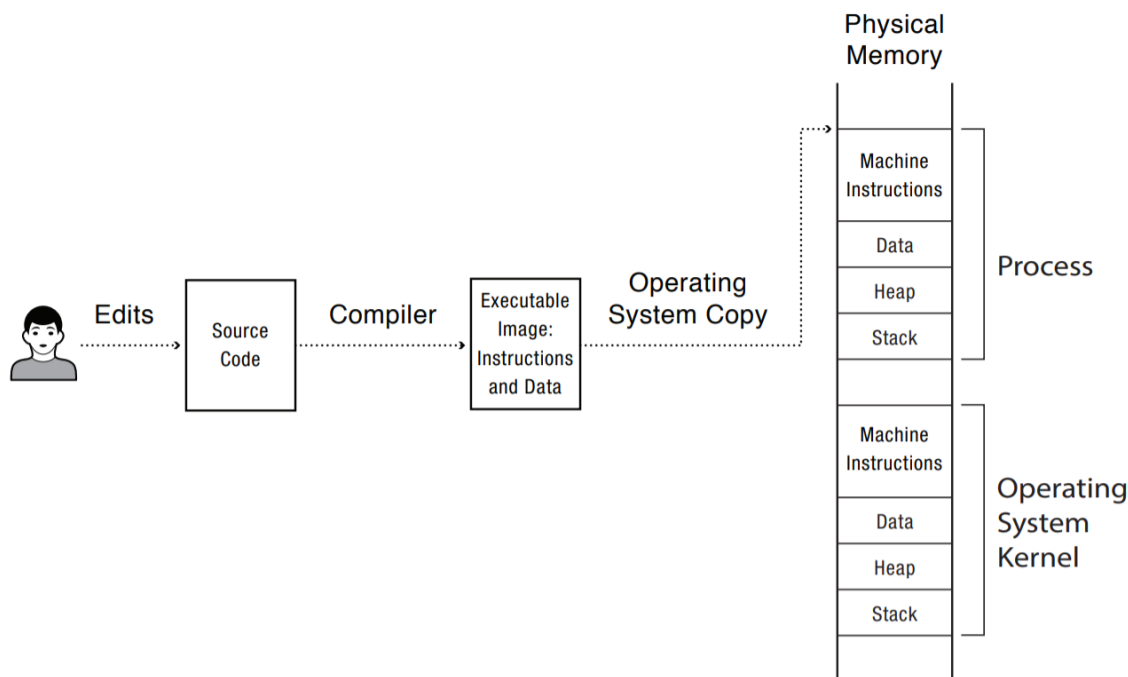 Physical
Memory
Machine
Instructions
Data
Heap
Stack
Process
Edits
Source
Code
Compiler
Executable
Image:
Instructions
and Data
Operating
System Copy
Machine
Instructions
Data
Heap
Stack
Operating
System
Kernel